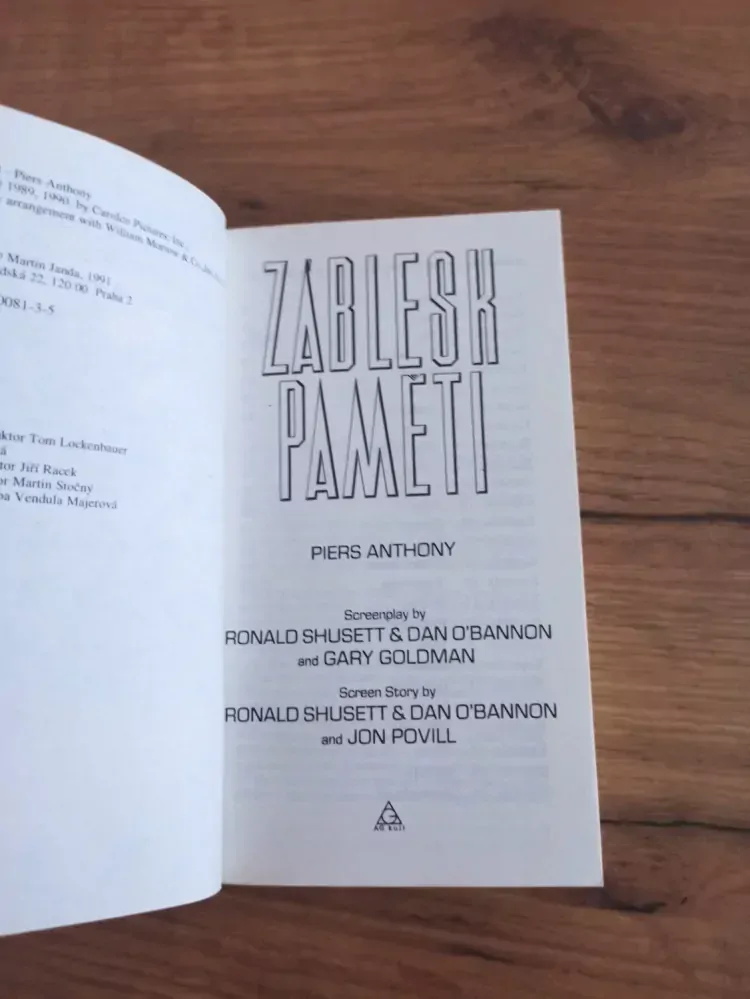 Piers Anthony
1989, 1990 by Carolco Pictures, Inc.
arrangement with William Morrow & Co.
Martin Janda, 1991
dská 22, 120 00 Praha 2
0081-3-5
ktor Tom Lockenbauer
á
tor Jiří Racek
or Martin Stočný
ba Vendula Majerová
ZÁBLESK
PAMĚTI
PIERS ANTHONY
Screenplay by
RONALD SHUSETT & DAN O'BANNON
and GARY GOLDMAN
Screen Story by
RONALD SHUSETT & DAN O'BANNON
and JON POVILL
AG kult